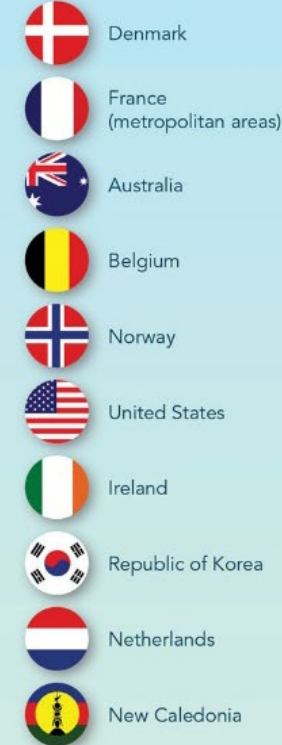 Denmark
France
(metropolitan areas)
Australia
Belgium
Norway
United States
Ireland
Republic of Korea
Netherlands
New Caledonia